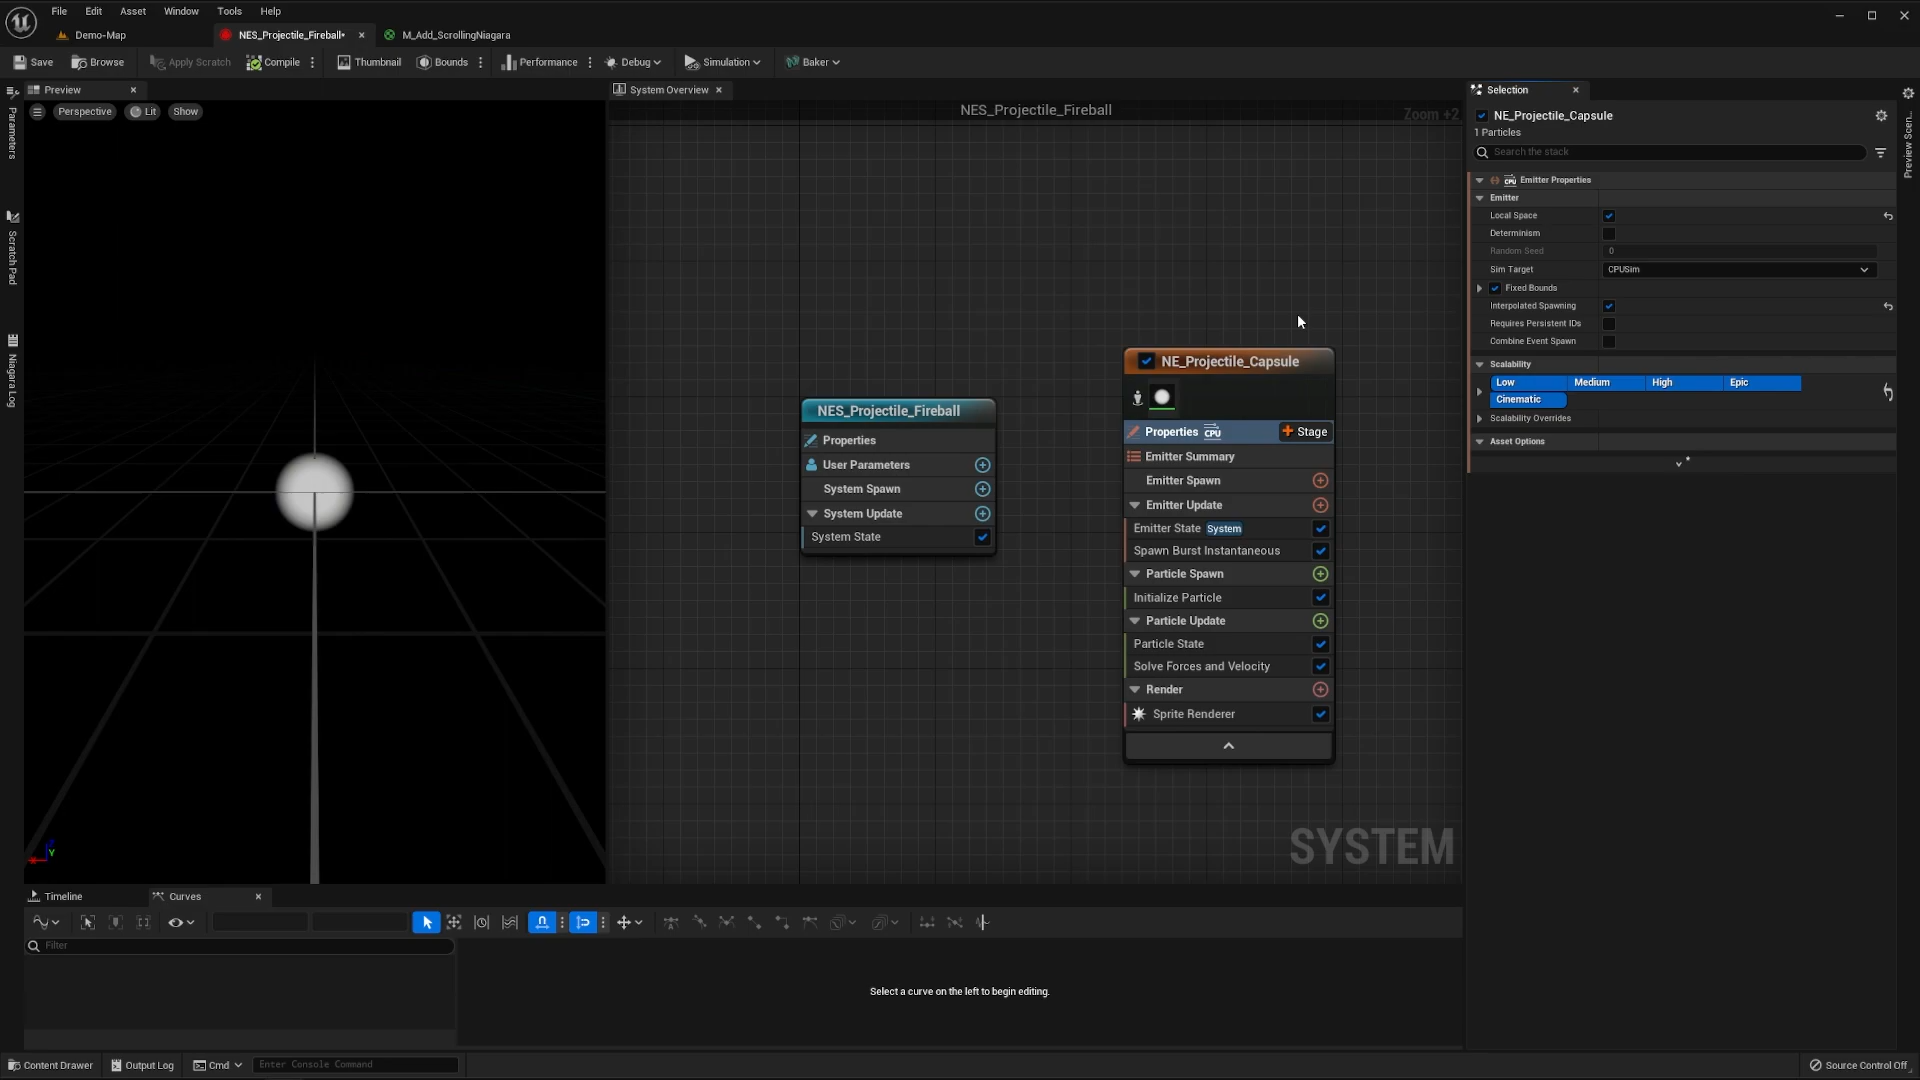 File Edit Asset Window Tools Help
Demo-Map NES_Projectile_Fireball* M_Add_ScrollingNiagara
Save Browse Apply Scratch Compile Thumbnail Bounds Performance Debug Simulation Baker
Preview
Perspective Lit Show
Parameters
Scratch Pad
Niagara Log
System Overview
NES_Projectile_Fireball
Zoom +2
NES_Projectile_Fireball
Properties
User Parameters
System Spawn
System Update
System State
NE_Projectile_Capsule
Properties CPU Stage
Emitter Summary
Emitter Spawn
Emitter Update
Emitter State System
Spawn Burst Instantaneous
Particle Spawn
Initialize Particle
Particle Update
Particle State
Solve Forces and Velocity
Render
Sprite Renderer
SYSTEM
Selection
NE_Projectile_Capsule
1 Particles
Search the stack
CPU Emitter Properties
Emitter
Local Space
Determinism
Random Seed 0
Sim Target CPUSim
Fixed Bounds
Interpolated Spawning
Requires Persistent IDs
Combine Event Spawn
Scalability
Low Medium High Epic
Cinematic
Scalability Overrides
Asset Options
Preview Scen...
Y
Timeline Curves
Filter
Select a curve on the left to begin editing.
Content Drawer Output Log Cmd Enter Console Command
Source Control Off